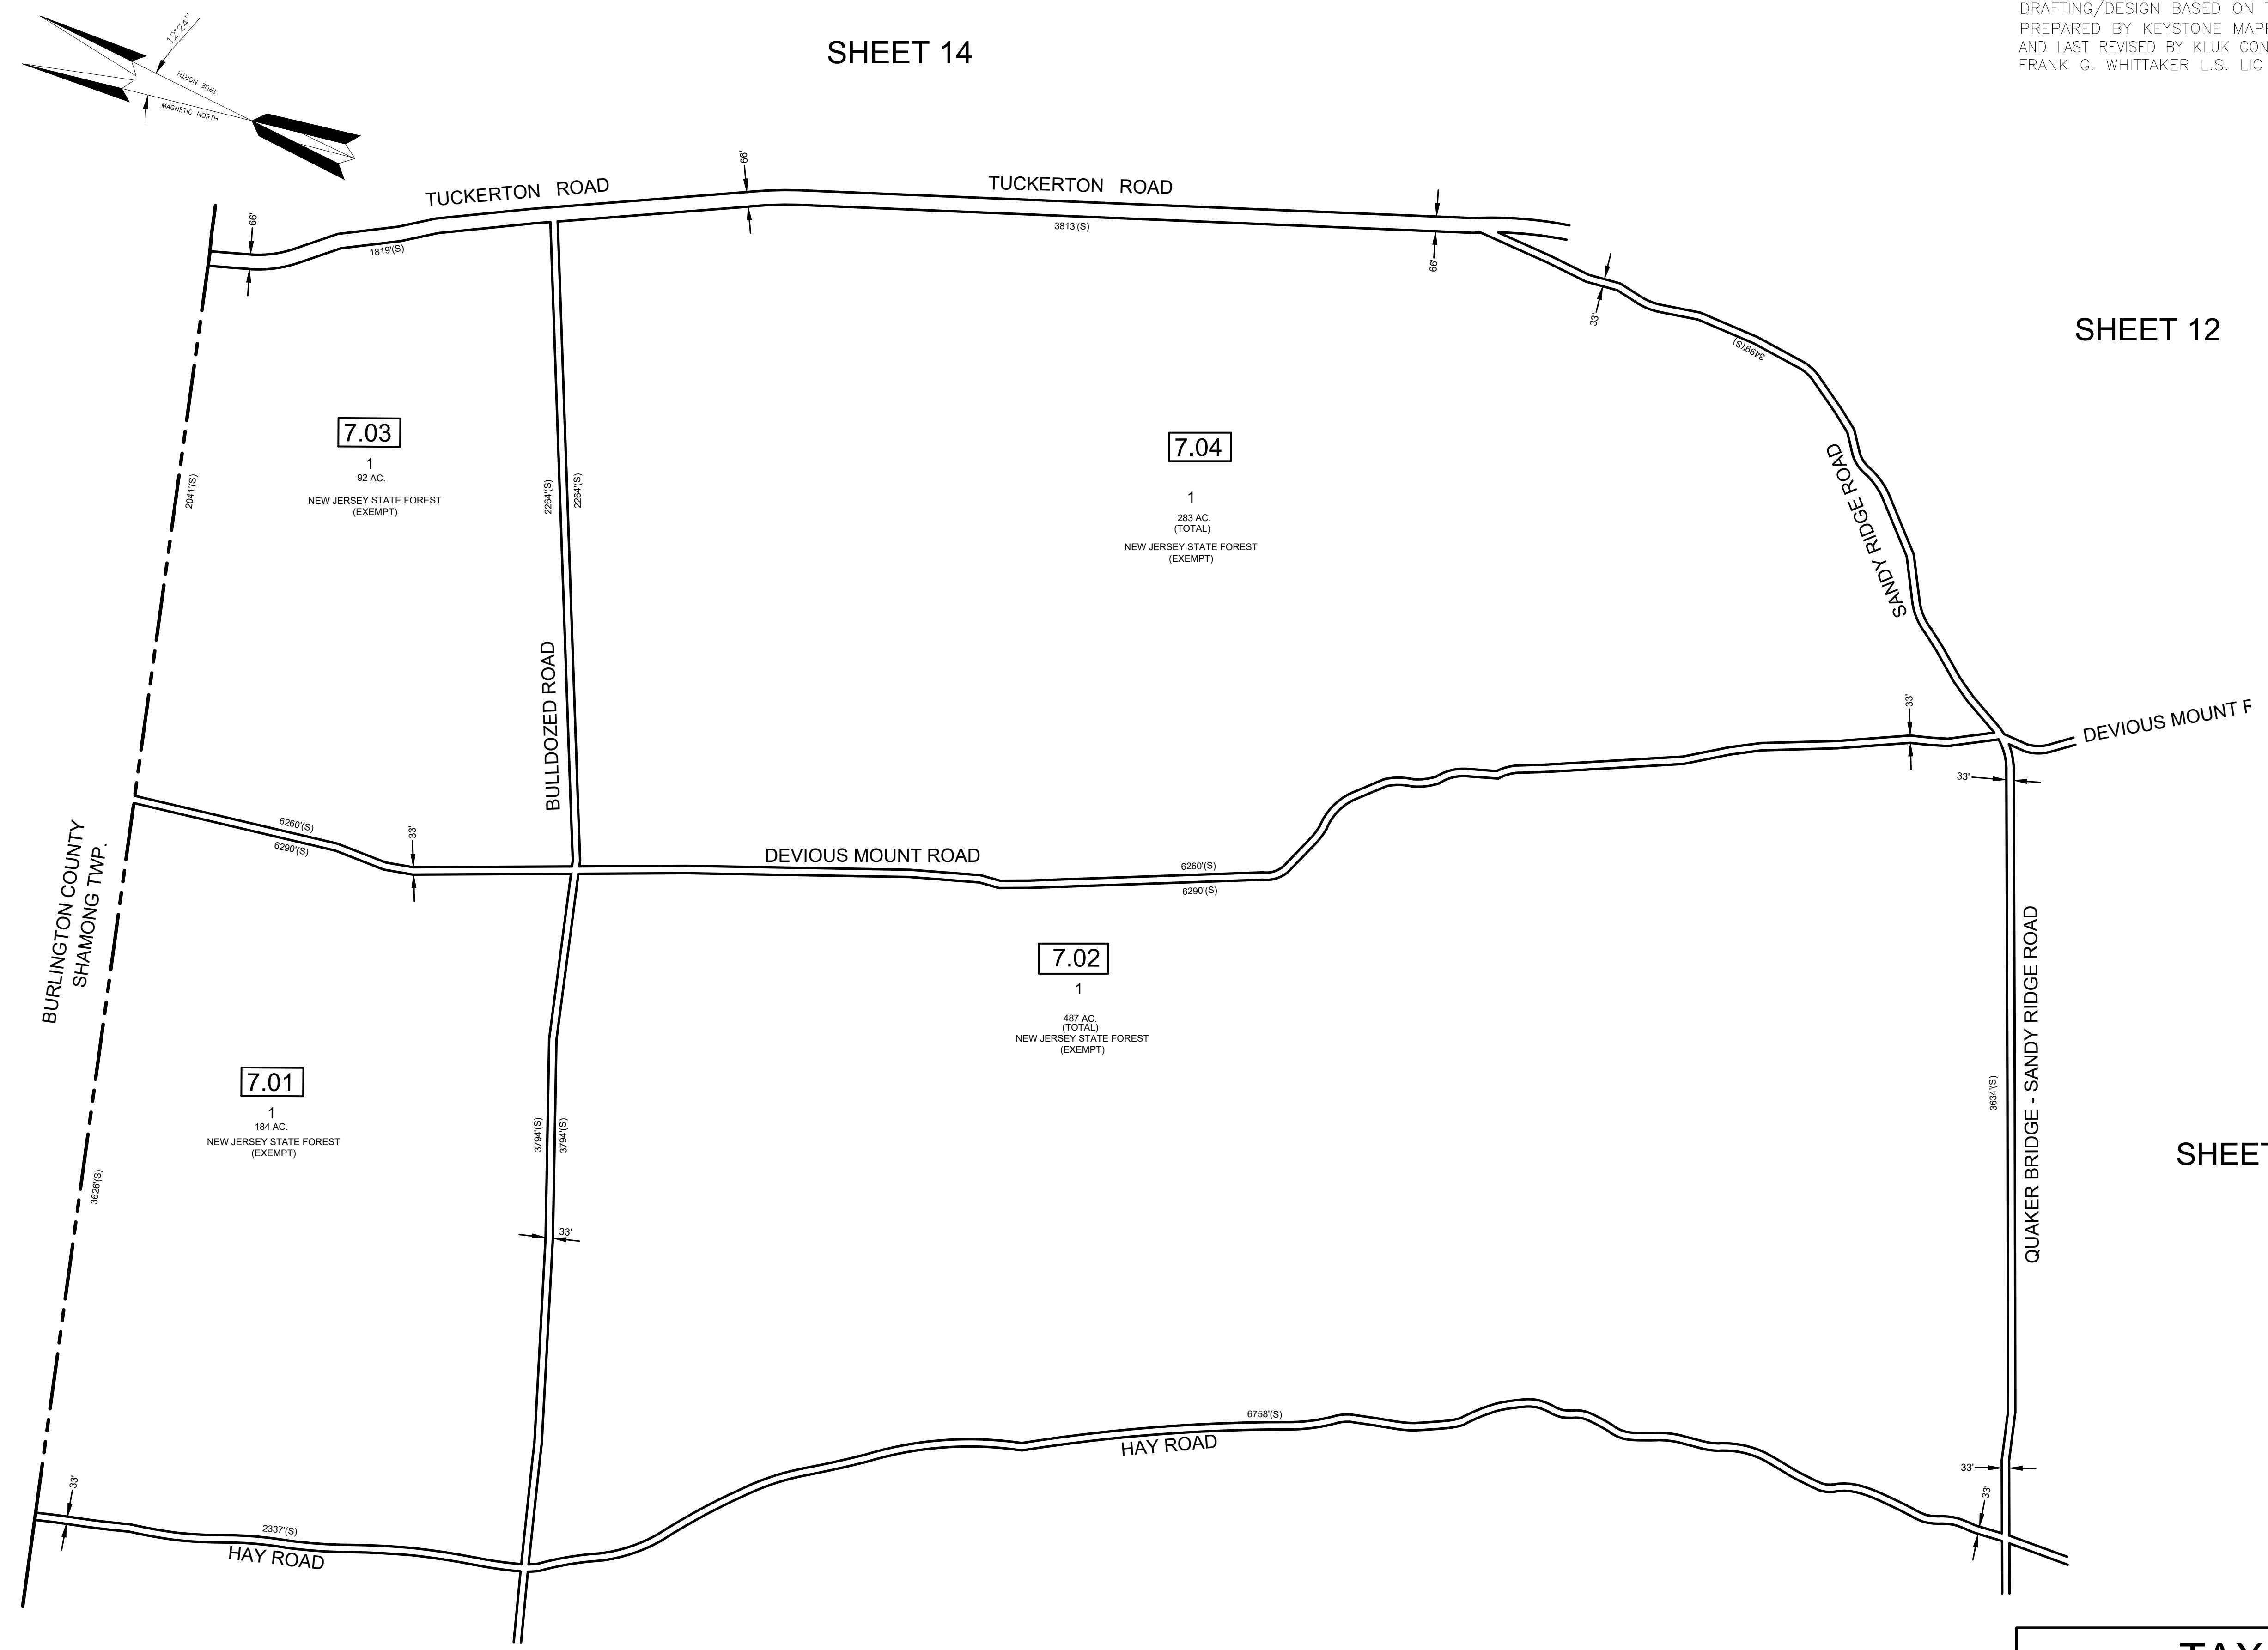 DRAFTING/DESIGN BASED ON
PREPARED BY KEYSTONE
AND LAST REVISED BY KLUK
FRANK G. WHITTAKER L.S. LIC
SHEET 14
12°24''
TRUE NORTH
MAGNETIC NORTH
TUCKERTON ROAD
66'
TUCKERTON ROAD
66'
1819'(S)
3813'(S)
66'
33'
SHEET 12
3499'(S)
7.03
1
92 AC.
NEW JERSEY STATE FOREST
(EXEMPT)
7.04
1
283 AC.
(TOTAL)
NEW JERSEY STATE FOREST
(EXEMPT)
2041'(S)
2264'(S)
2264'(S)
SANDY RIDGE ROAD
BULLDOZED ROAD
33'
DEVIOUS MOUNT
33'
6260'(S)
6290'(S)
33'
DEVIOUS MOUNT ROAD
6260'(S)
6290'(S)
BURLINGTON COUNTY
SHAMONG TWP.
7.02
1
487 AC.
(TOTAL)
NEW JERSEY STATE FOREST
(EXEMPT)
QUAKER BRIDGE - SANDY RIDGE ROAD
3634'(S)
7.01
1
184 AC.
NEW JERSEY STATE FOREST
(EXEMPT)
3794'(S)
3794'(S)
SHEET
3626'(S)
33'
6758'(S)
HAY ROAD
33'
33'
33'
2337'(S)
HAY ROAD
TAX